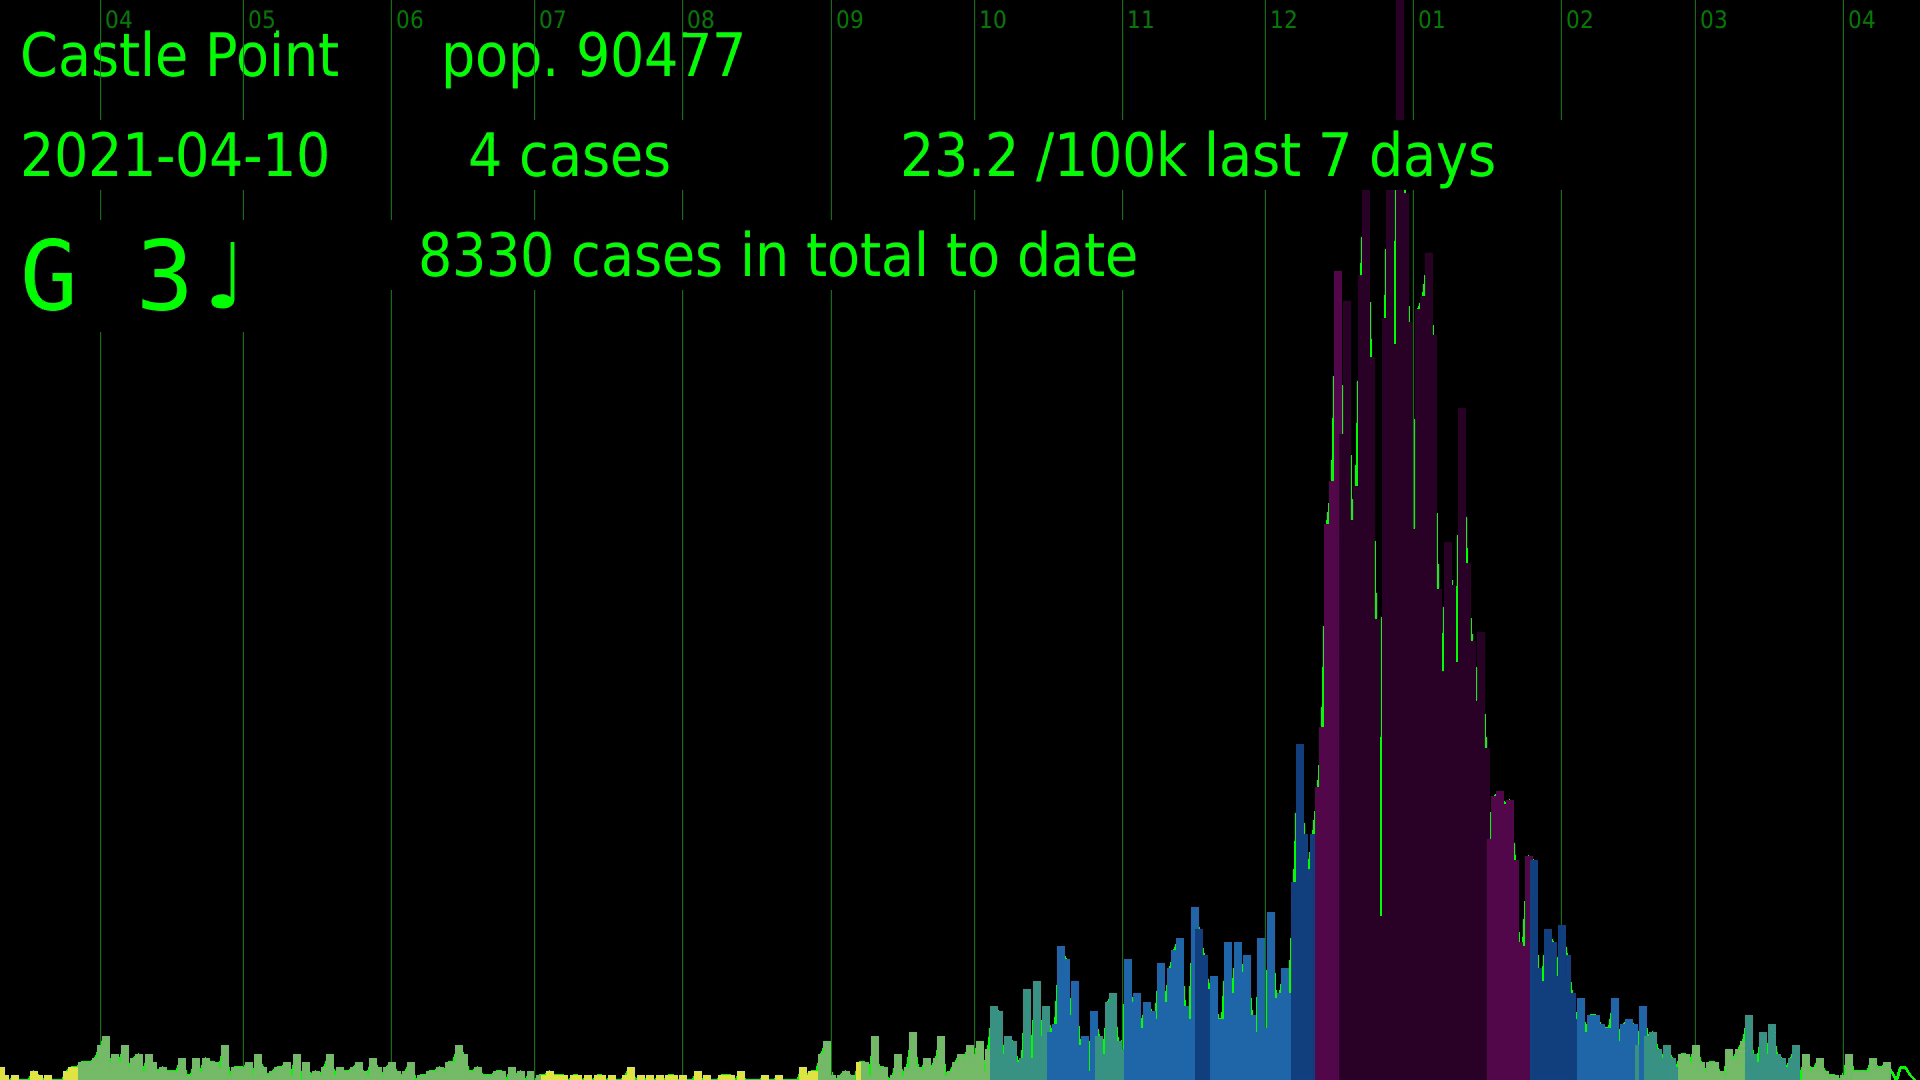 04 05 06 07 08 09 10 11 12 01 02 03 04
Castle Point pop. 90477
2021-04-10 4 cases 23.2 /100k last 7 days
G 3♩ 8330 cases in total to date